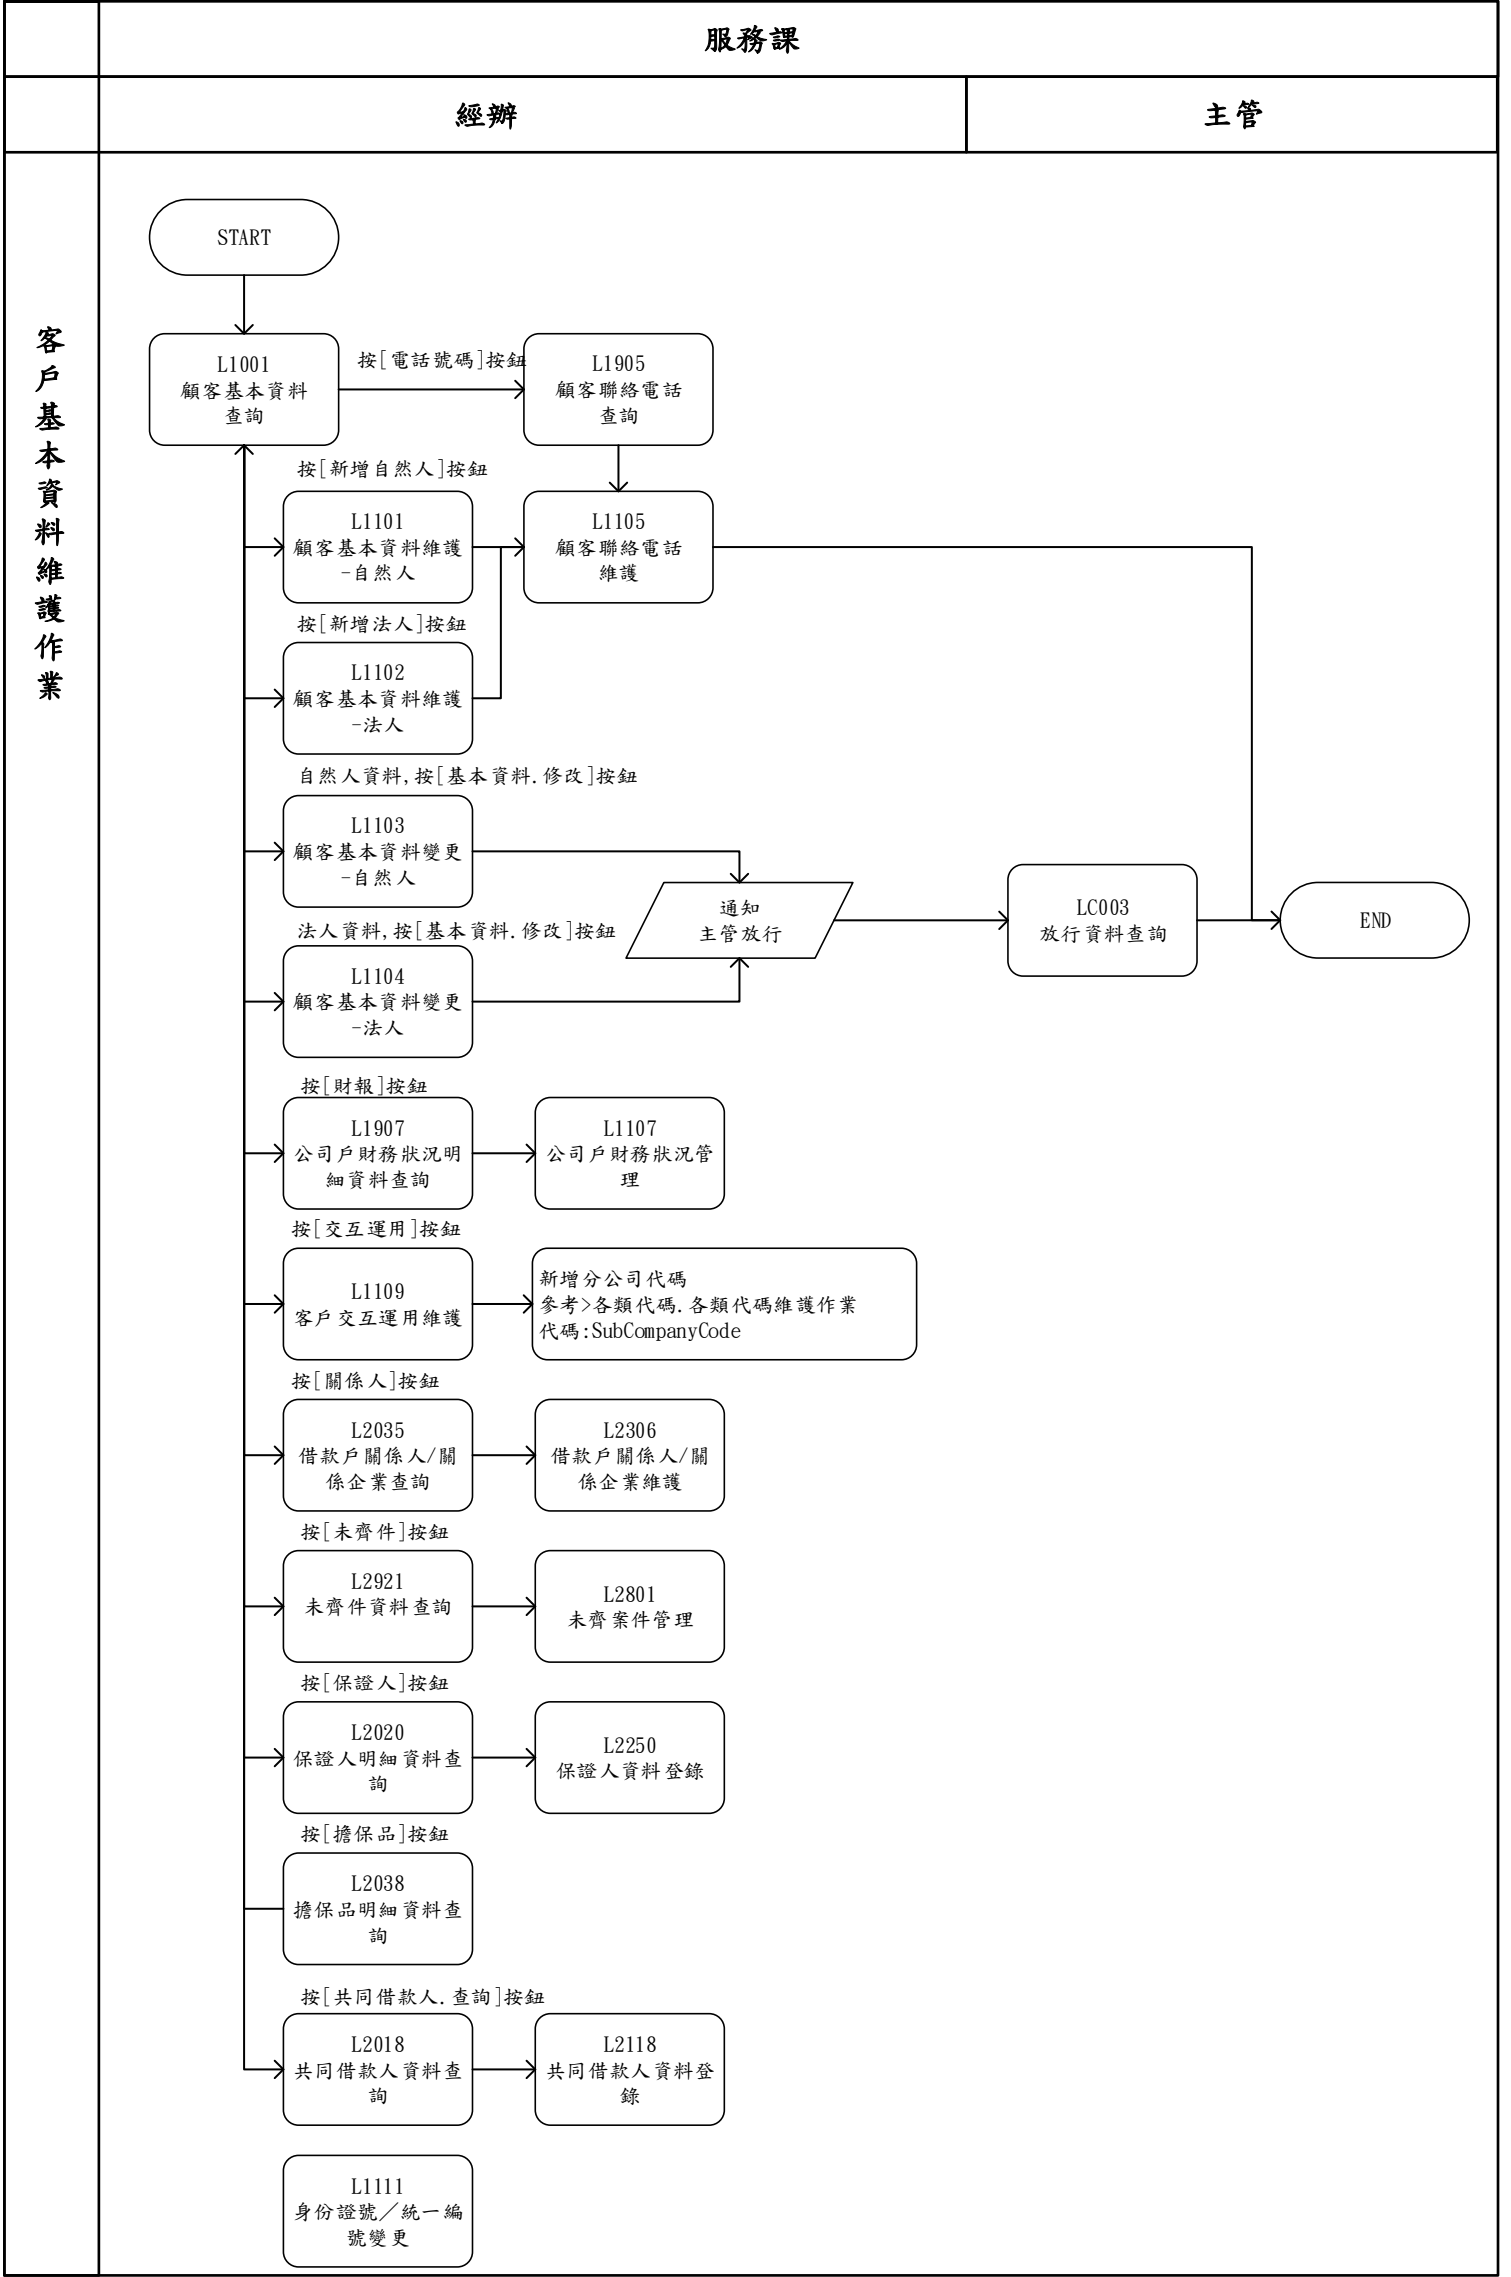 服務課
經辦
主管
客戶基本資料維護作業
START
L1001
顧客基本資料
查詢
按[電話號碼]按鈕
L1905
顧客聯絡電話
查詢
按[新增自然人]按鈕
L1101
顧客基本資料維護
-自然人
L1105
顧客聯絡電話
維護
按[新增法人]按鈕
L1102
顧客基本資料維護
-法人
自然人資料,按[基本資料.修改]按鈕
L1103
顧客基本資料變更
-自然人
通知
主管放行
LC003
放行資料查詢
END
法人資料,按[基本資料.修改]按鈕
L1104
顧客基本資料變更
-法人
按[財報]按鈕
L1907
公司戶財務狀況明
細資料查詢
L1107
公司戶財務狀況管
理
按[交互運用]按鈕
L1109
客戶交互運用維護
新增分公司代碼
參考>各類代碼.各類代碼維護作業
代碼:SubCompanyCode
按[關係人]按鈕
L2035
借款戶關係人/關
係企業查詢
L2306
借款戶關係人/關
係企業維護
按[未齊件]按鈕
L2921
未齊件資料查詢
L2801
未齊案件管理
按[保證人]按鈕
L2020
保證人明細資料查
詢
L2250
保證人資料登錄
按[擔保品]按鈕
L2038
擔保品明細資料查
詢
按[共同借款人.查詢]按鈕
L2018
共同借款人資料查
詢
L2118
共同借款人資料登
錄
L1111
身份證號／統一編
號變更